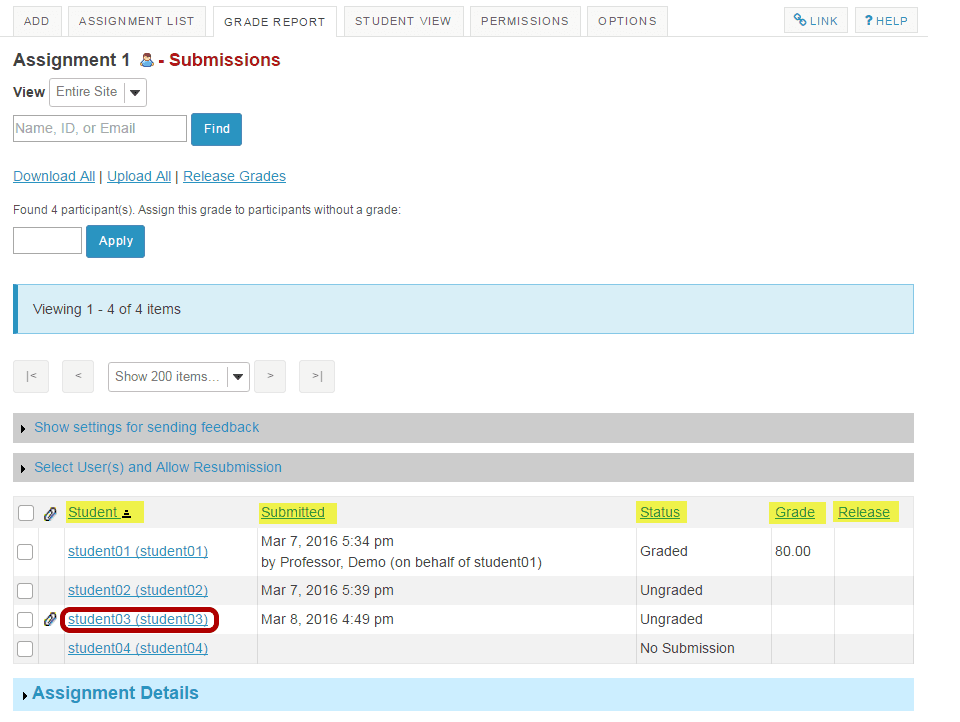 ADD ASSIGNMENT LIST GRADE REPORT STUDENT VIEW PERMISSIONS OPTIONS LINK ? HELP
Assignment 1 - Submissions
View Entire Site
Name, ID, or Email Find
Download All | Upload All | Release Grades
Found 4 participant(s). Assign this grade to participants without a grade:
Apply
Viewing 1 - 4 of 4 items
|< < Show 200 items... > >|
Show settings for sending feedback
Select User(s) and Allow Resubmission
Student Submitted Status Grade Release
student01 (student01) Mar 7, 2016 5:34 pm Graded 80.00
by Professor, Demo (on behalf of student01)
student02 (student02) Mar 7, 2016 5:39 pm Ungraded
student03 (student03) Mar 8, 2016 4:49 pm Ungraded
student04 (student04) No Submission
Assignment Details